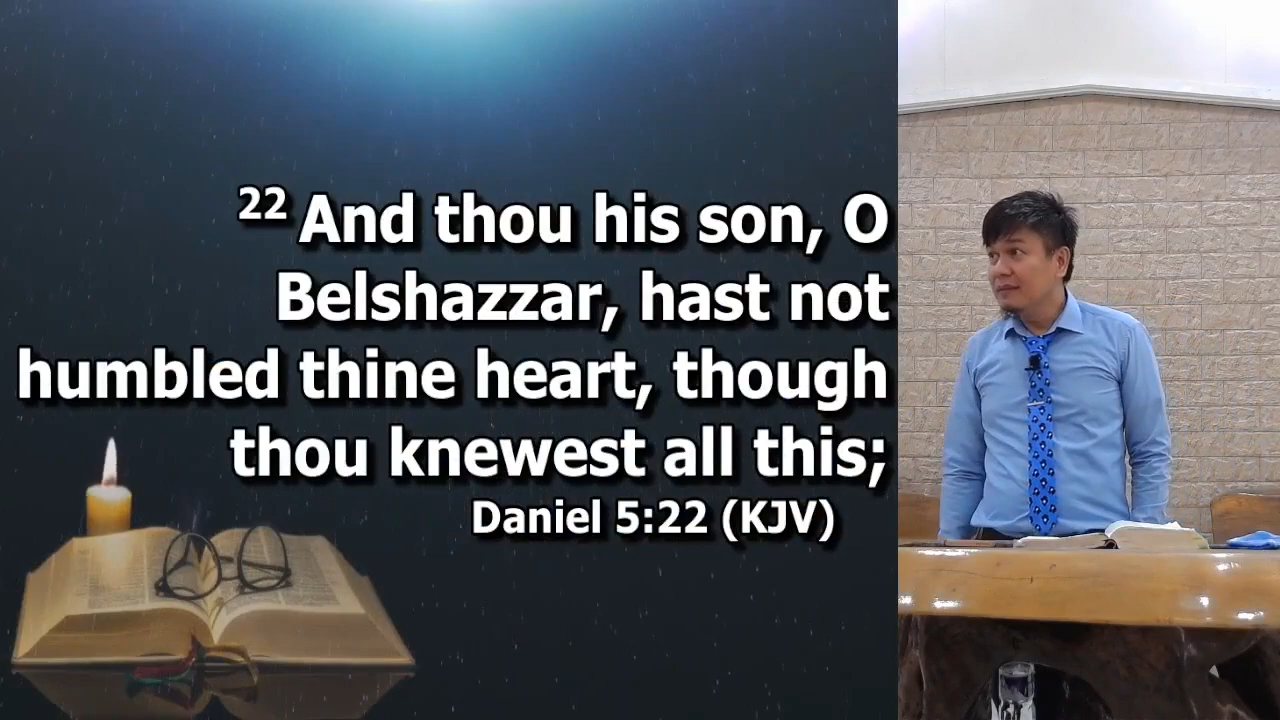 22 And thou his son, O
Belshazzar, hast not
humbled thine heart, though
thou knewest all this;
Daniel 5:22 (KJV)